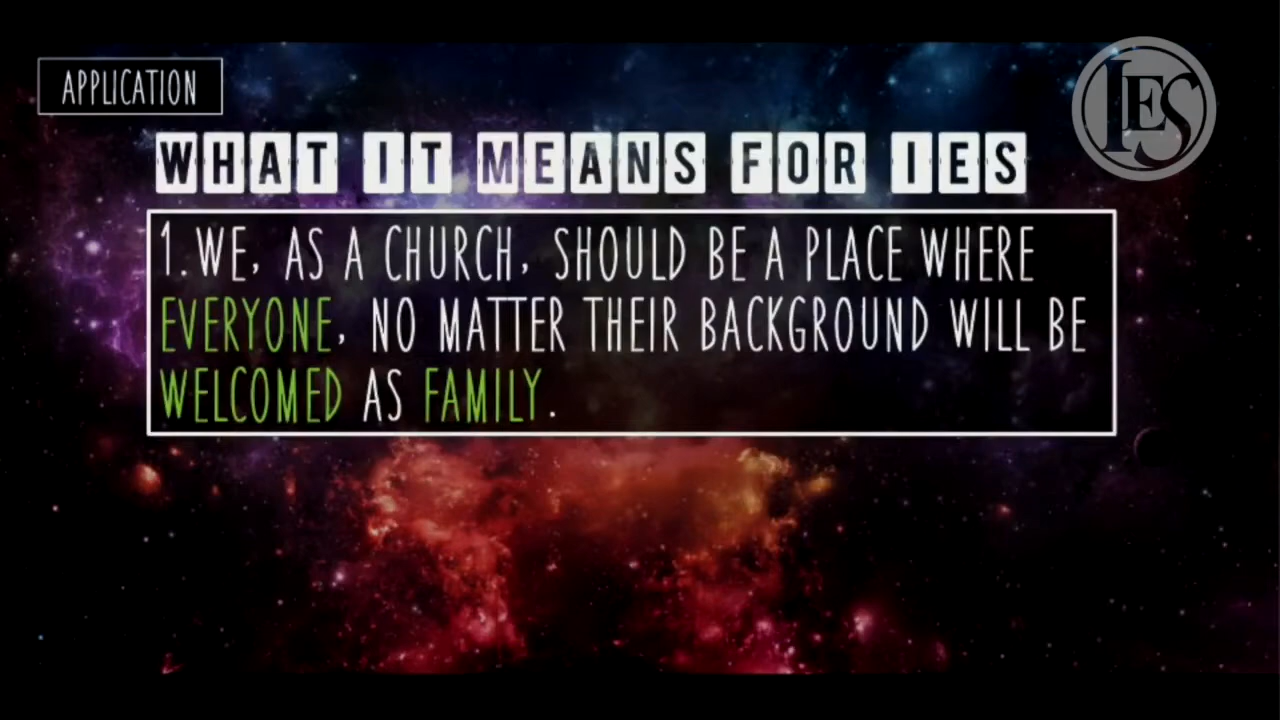 APPLICATION
IES
WHAT IT MEANS FOR IES
1. WE, AS A CHURCH, SHOULD BE A PLACE WHERE
EVERYONE, NO MATTER THEIR BACKGROUND WILL BE
WELCOMED AS FAMILY.